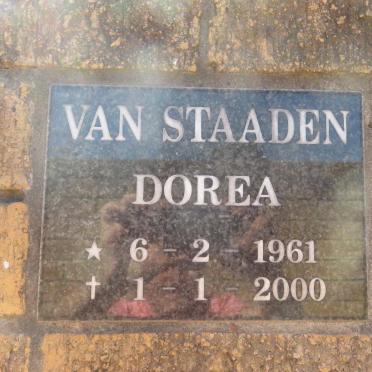 VAN STAADEN
DOREA
★ 6 - 2 - 1961
✝ 1 - 1 - 2000